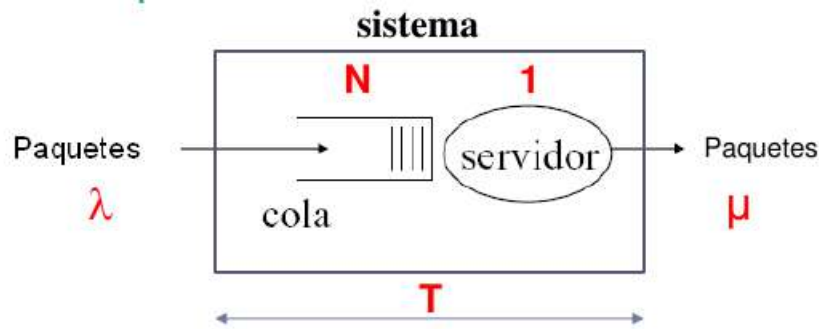 sistema
N 1
Paquetes servidor Paquetes
λ cola μ
T